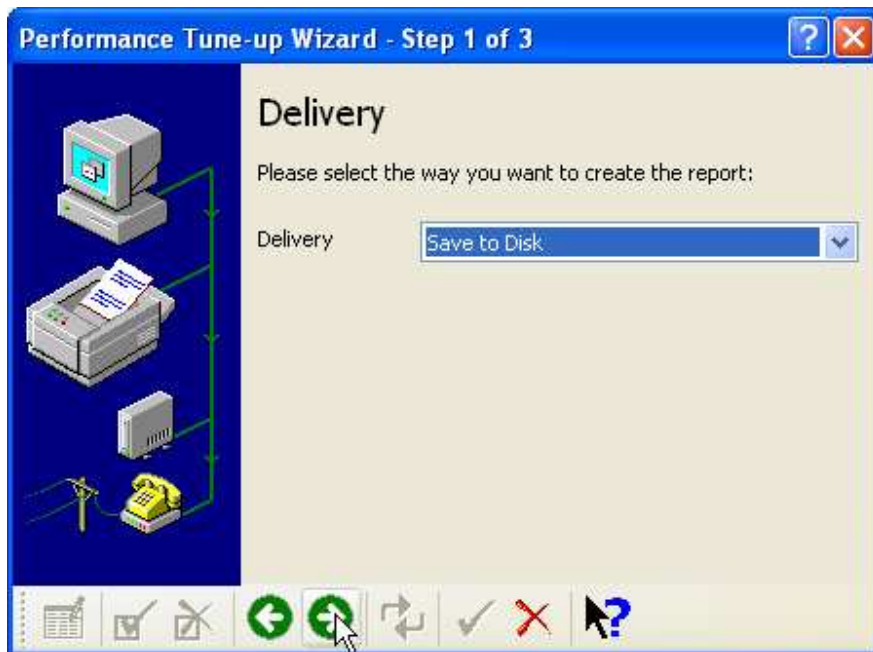 Performance Tune-up Wizard - Step 1 of 3
Delivery
Please select the way you want to create the report:
Delivery Save to Disk